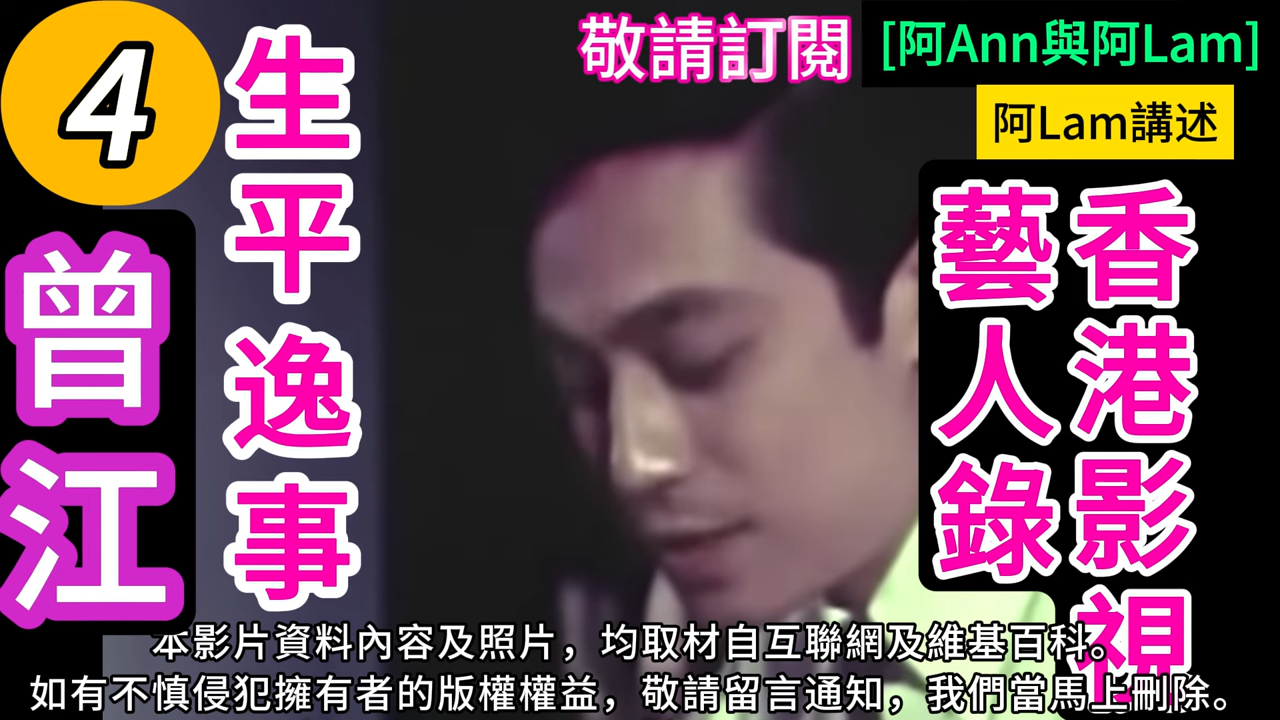 4
曾江
生平逸事
敬請訂閱
[阿Ann與阿Lam]
阿Lam講述
香港影視
藝人錄
本影片資料內容及照片，均取材自互聯網及維基百科。
如有不慎侵犯擁有者的版權權益，敬請留言通知，我們當馬上刪除。